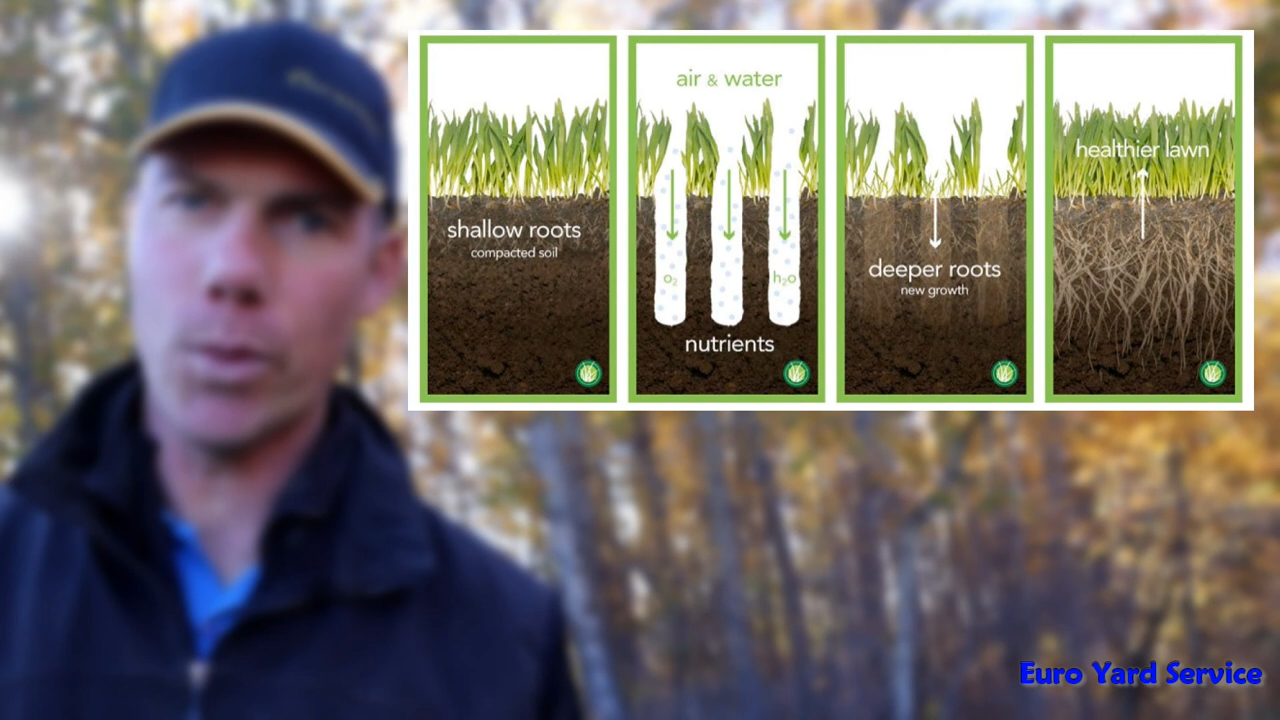 shallow roots
compacted soil
air & water
o₂
h₂o
nutrients
deeper roots
new growth
healthier lawn
Euro Yard Service